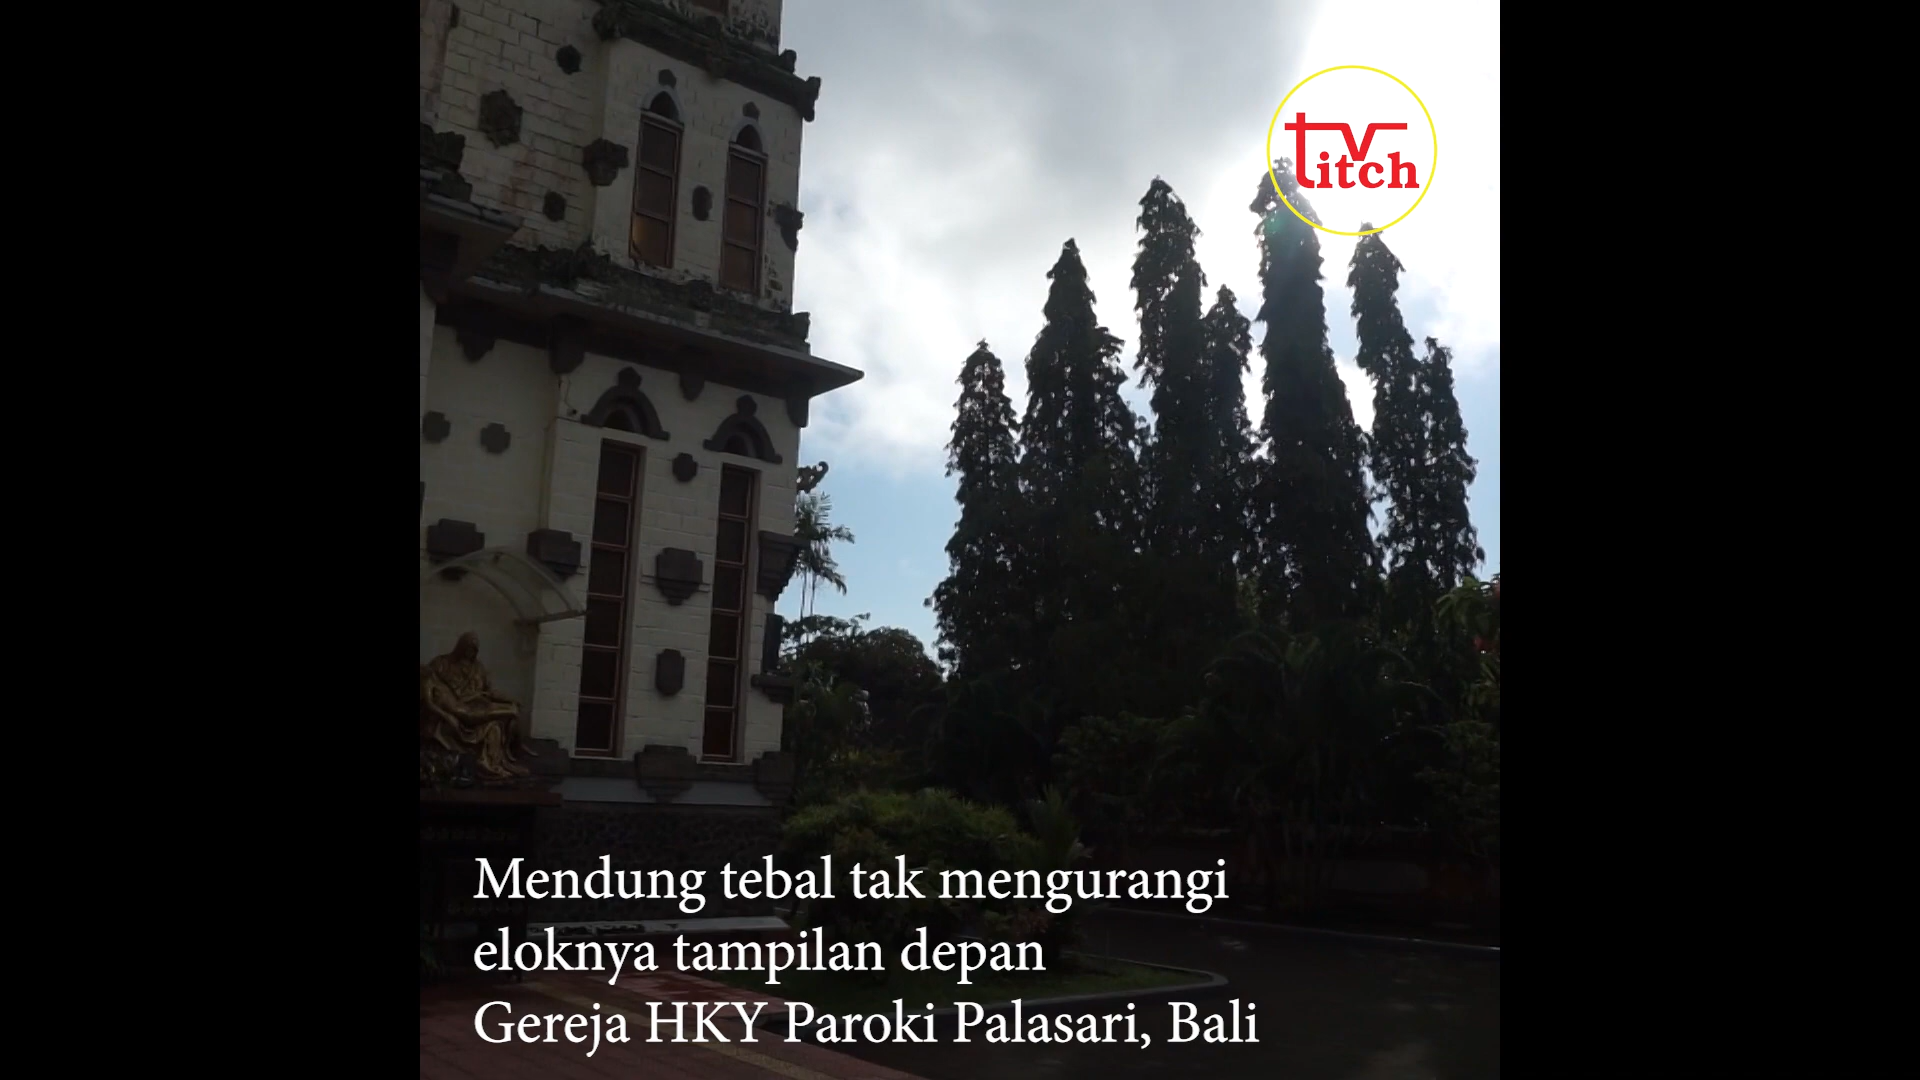 tvitch
Mendung tebal tak mengurangi
eloknya tampilan depan
Gereja HKY Paroki Palasari, Bali